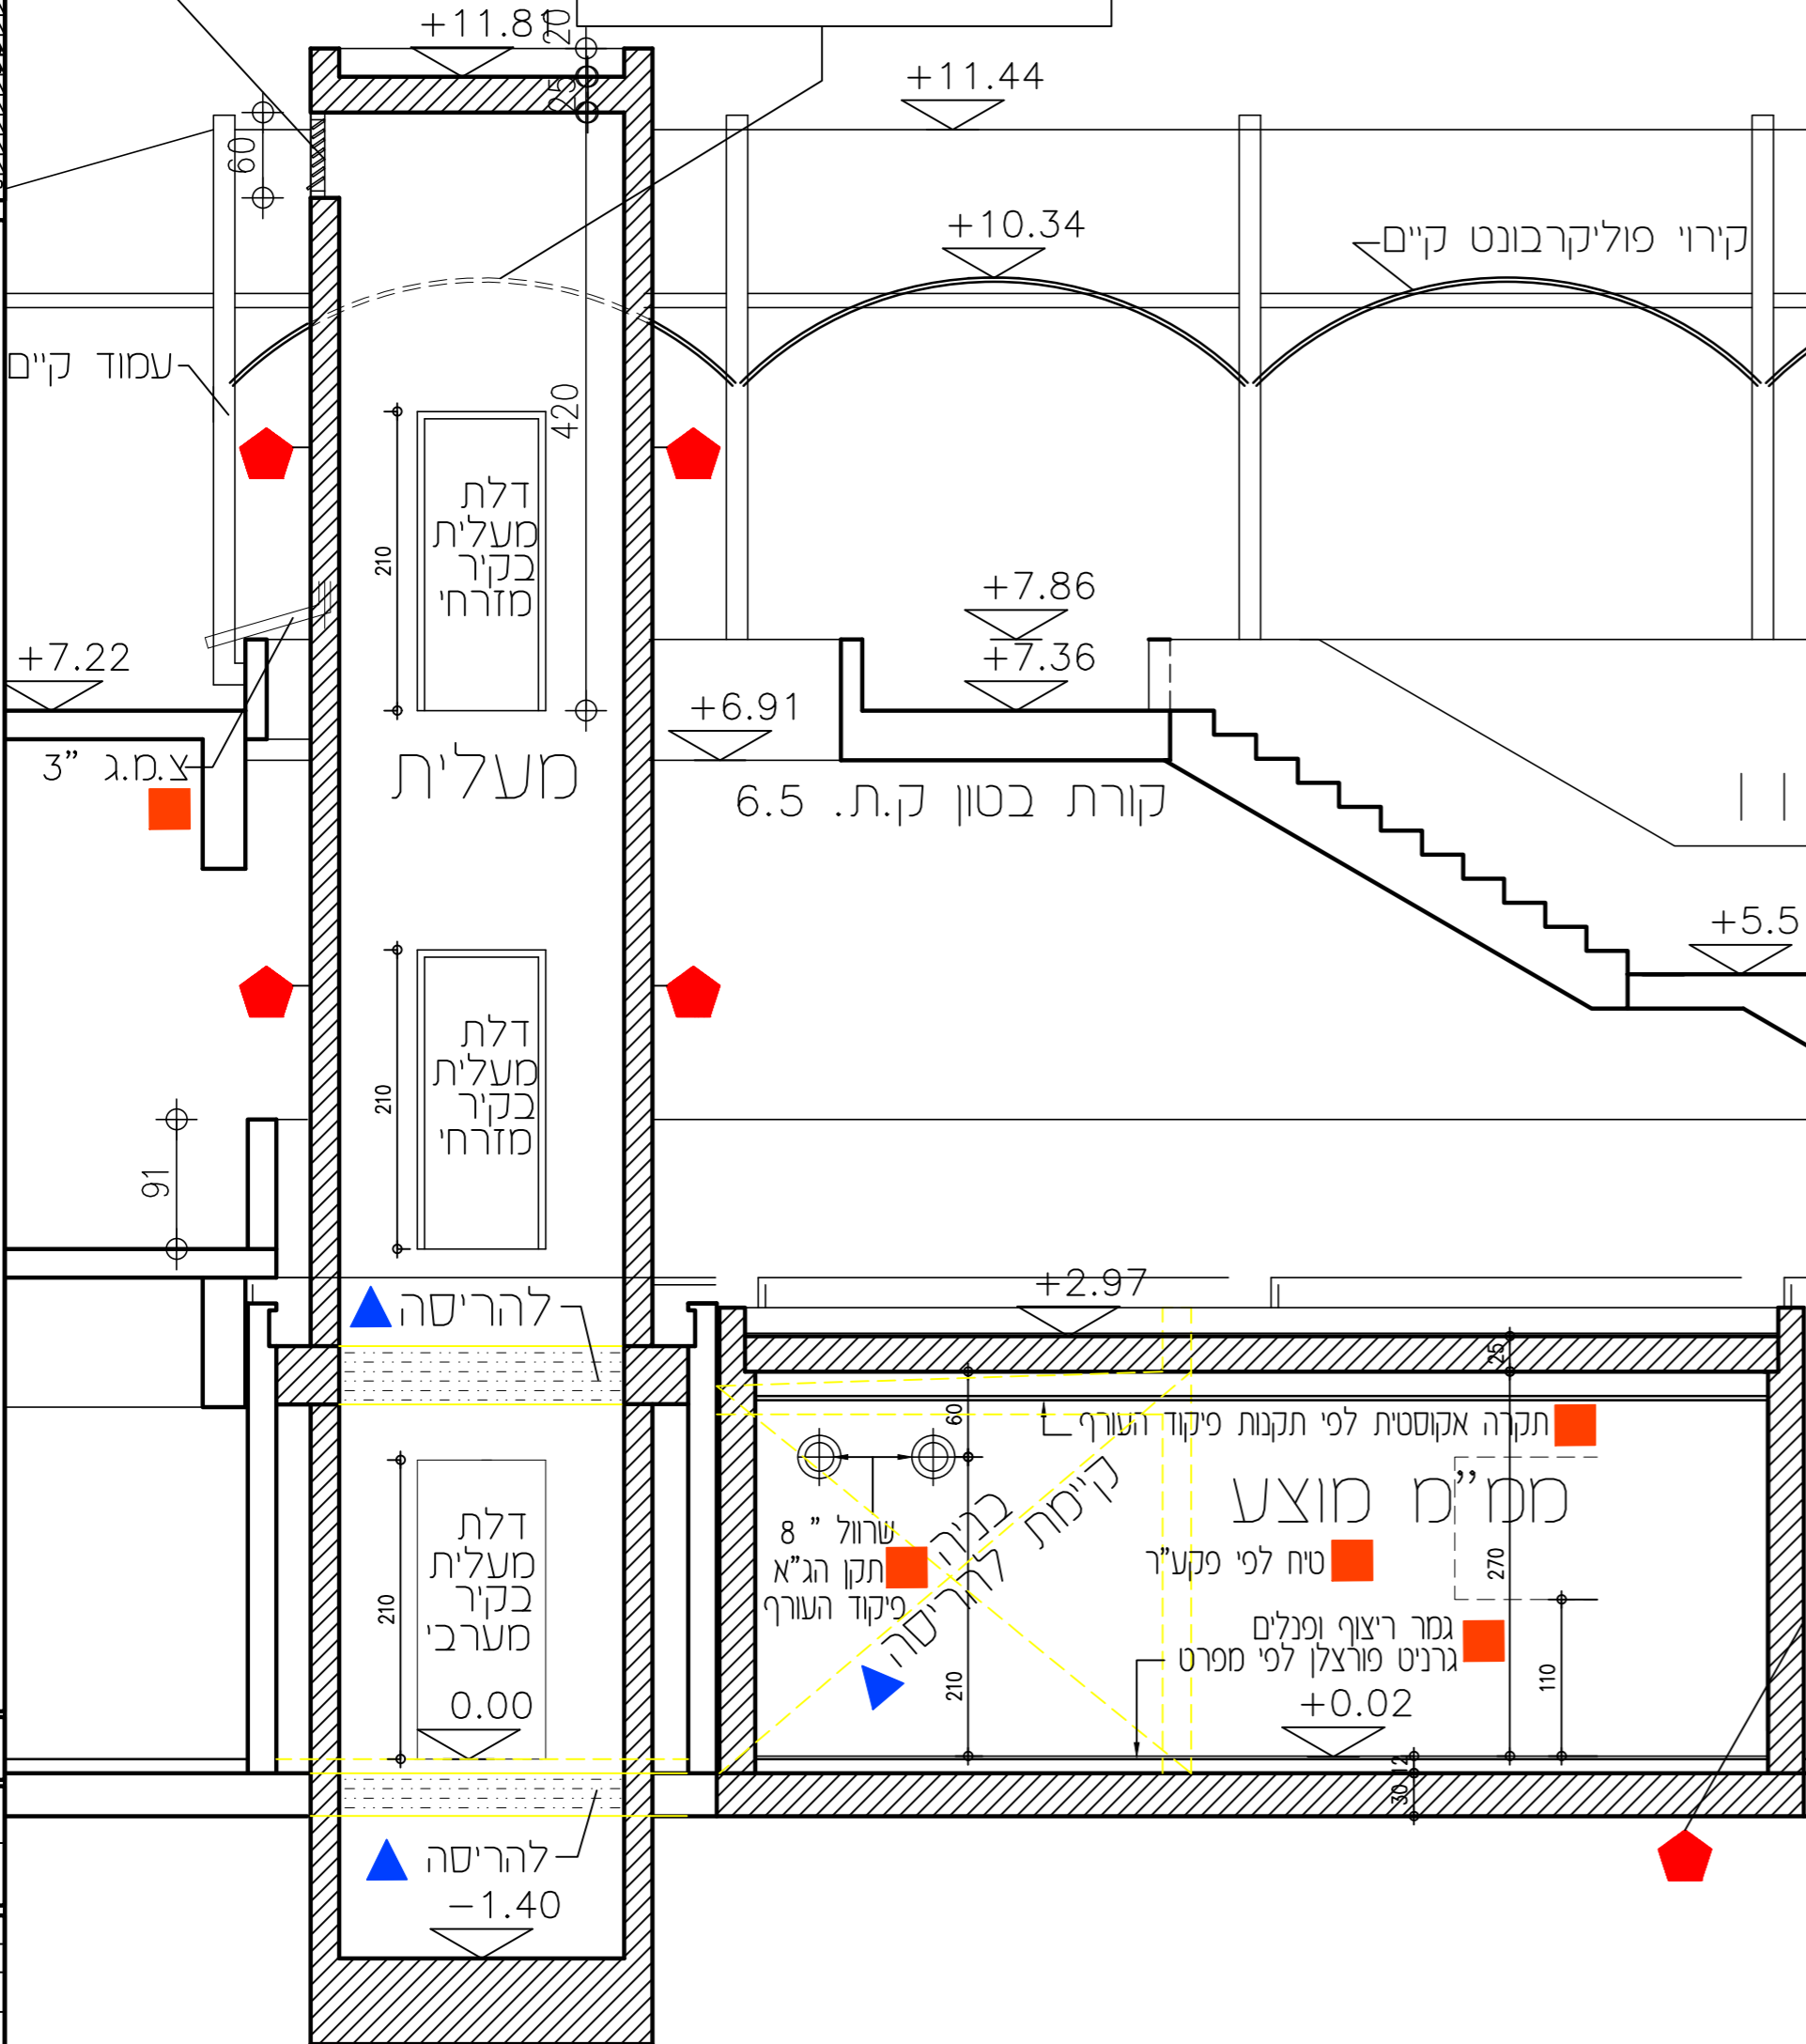 +11.81
20
25
+11.44
60
+10.34
קירוי פוליקרבונט קיים
עמוד קיים
420
דלת
מעלית
בקיר
מזרחי
210
+7.86
+7.36
+7.22
+6.91
צ.מ.ג "3
מעלית
קורת בטון ק.ת. 6.5
+5.5
דלת
מעלית
בקיר
מזרחי
210
91
להריסה
+2.97
25
60
תקרה אקוסטית לפי תקנות פיקוד העורף
ממ"מ מוצע
שרוול " 8
תקן הג"א
פיקוד העורף
בניה
קיימת להריסה
טיח לפי פקע"ר
270
גמר ריצוף ופנלים
גרניט פורצלן לפי מפרט
110
210
+0.02
דלת
מעלית
בקיר
מערבי
210
0.00
12
30
להריסה
-1.40